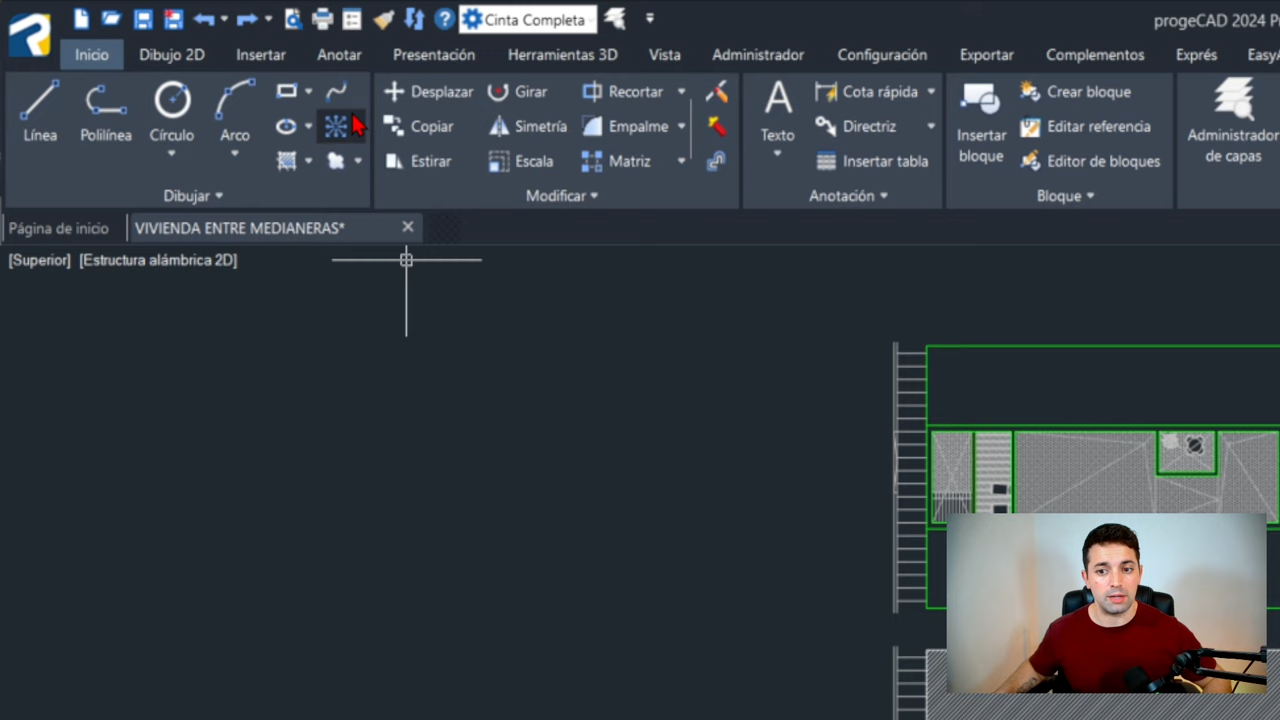 Cinta Completa
progeCAD 2024 P
Inicio
Dibujo 2D
Insertar
Anotar
Presentación
Herramientas 3D
Vista
Administrador
Configuración
Exportar
Complementos
Exprés
EasyA
Línea
Polilínea
Círculo
Arco
Dibujar
Desplazar
Girar
Recortar
Copiar
Simetría
Empalme
Estirar
Escala
Matriz
Modificar
Texto
Cota rápida
Directriz
Insertar tabla
Anotación
Insertar
bloque
Crear bloque
Editar referencia
Editor de bloques
Bloque
Administrador
de capas
Página de inicio
VIVIENDA ENTRE MEDIANERAS*
[Superior] [Estructura alámbrica 2D]